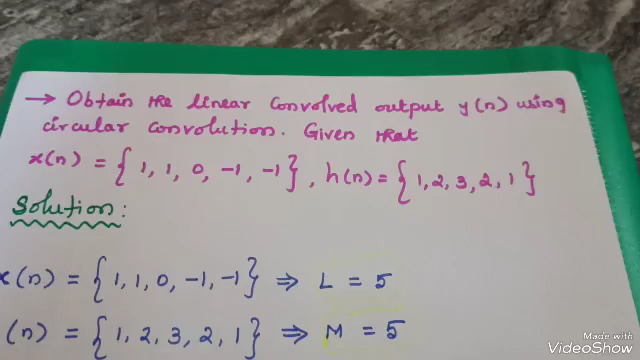 → Obtain the linear convolved output y(n) using
circular convolution. Given that
x(n) = { 1, 1, 0, -1, -1 } , h(n) = { 1, 2, 3, 2, 1 }
Solution:
x(n) = { 1, 1, 0, -1, -1 } ⇒ L = 5
(n) = { 1, 2, 3, 2, 1 } ⇒ M = 5
Made with
VideoShow